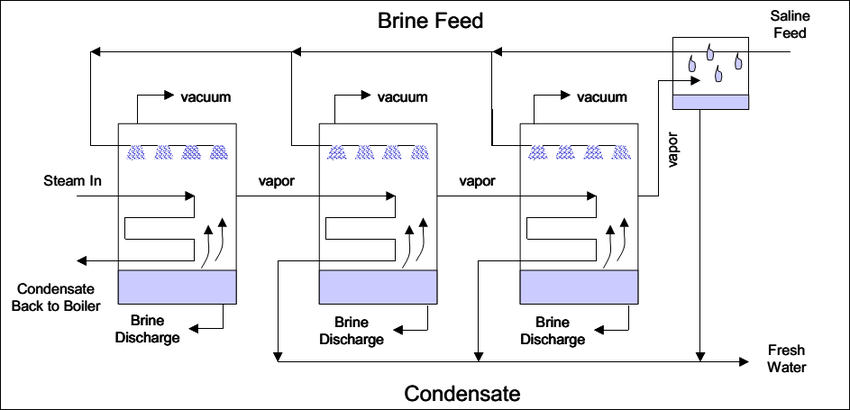 Brine Feed
Saline
Feed
vacuum
vacuum
vacuum
vapor
Steam In
vapor
vapor
Condensate
Back to Boiler
Brine
Discharge
Brine
Discharge
Brine
Discharge
Fresh
Water
Condensate